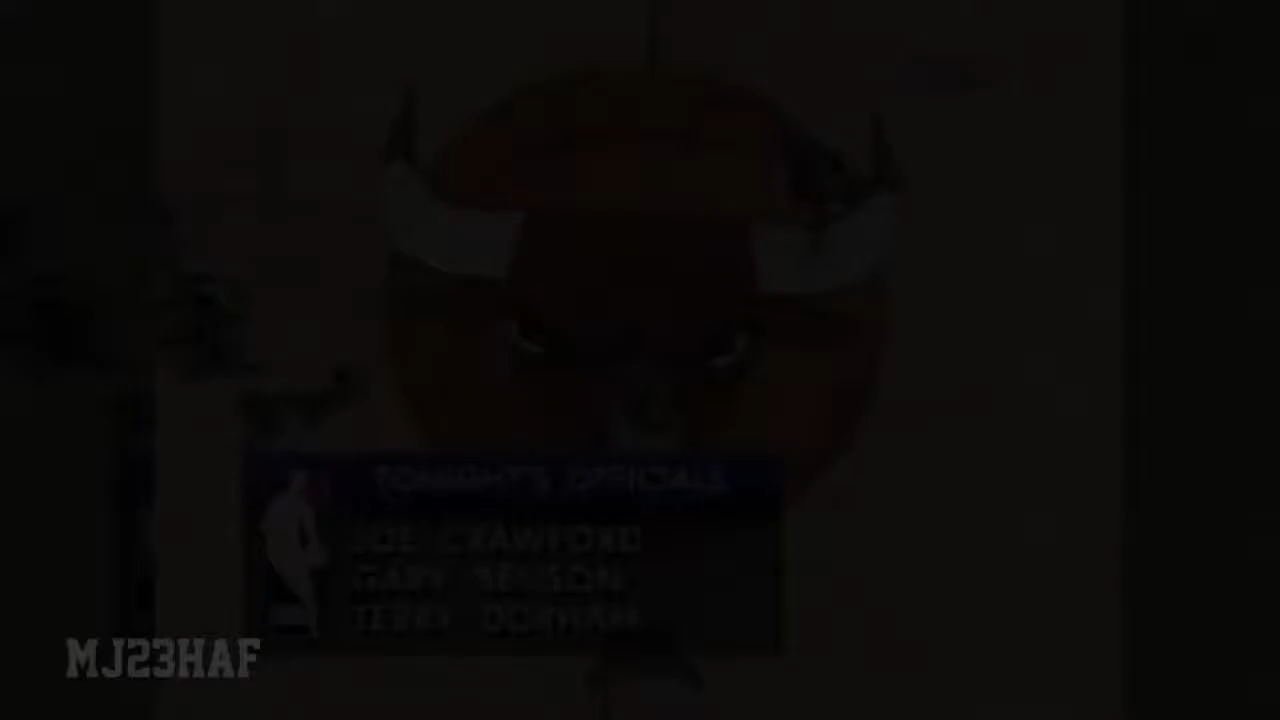 TONIGHT'S OFFICIALS
JOE CRAWFORD
GARY BENSON
TERRY DURHAM
MJ23HAF